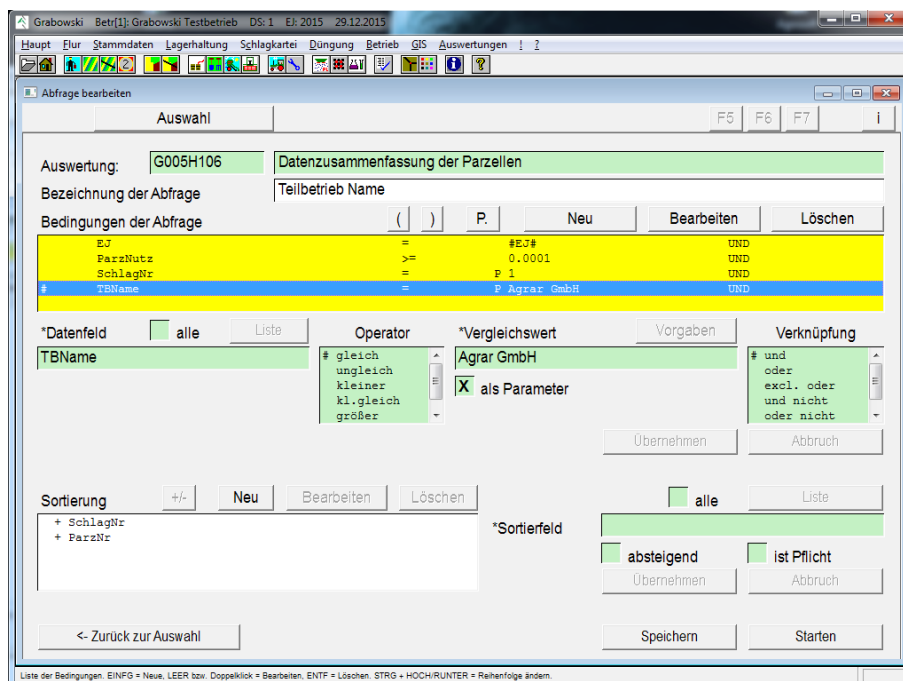 Grabowski Betr[1]: Grabowski Testbetrieb DS: 1 EJ: 2015 29.12.2015
Haupt Flur Stammdaten Lagerhaltung Schlagkartei Düngung Betrieb GIS Auswertungen ! ?
Abfrage bearbeiten
Auswahl F5 F6 F7 i
Auswertung: G005H106 Datenzusammenfassung der Parzellen
Bezeichnung der Abfrage Teilbetrieb Name
Bedingungen der Abfrage ( ) P. Neu Bearbeiten Löschen
EJ = #EJ# UND
ParzNutz >= 0.0001 UND
SchlagNr = P 1 UND
# TBName = P Agrar GmbH UND
*Datenfeld alle Liste Operator *Vergleichswert Vorgaben Verknüpfung
TBName # gleich Agrar GmbH # und
ungleich oder
kleiner X als Parameter excl. oder
kl.gleich und nicht
größer oder nicht
Übernehmen Abbruch
Sortierung +/- Neu Bearbeiten Löschen alle Liste
+ SchlagNr
+ ParzNr
*Sortierfeld
absteigend ist Pflicht
Übernehmen Abbruch
<- Zurück zur Auswahl Speichern Starten
Liste der Bedingungen. EINFG = Neue, LEER bzw. Doppelklick = Bearbeiten, ENTF = Löschen. STRG + HOCH/RUNTER = Reihenfolge ändern.